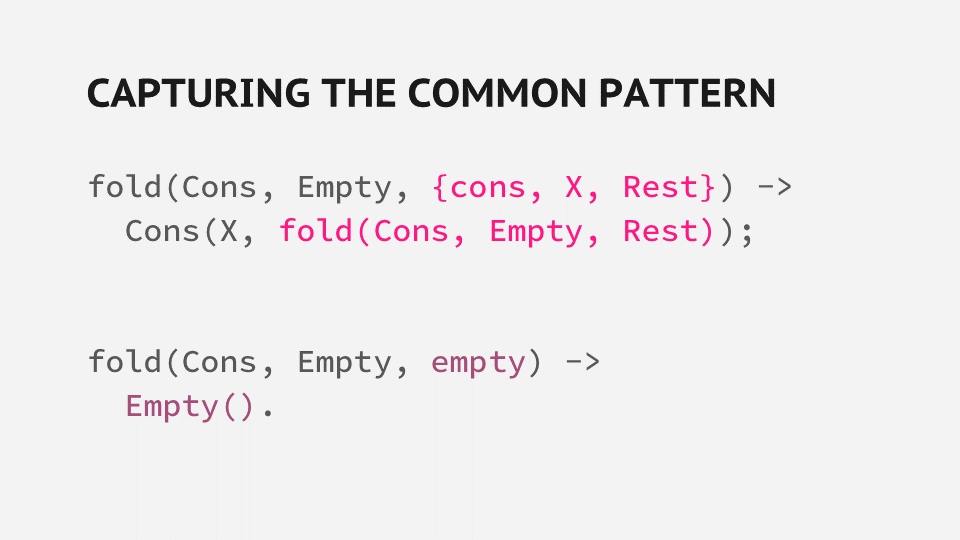 CAPTURING THE COMMON PATTERN
fold(Cons, Empty, {cons, X, Rest}) ->
  Cons(X, fold(Cons, Empty, Rest));
fold(Cons, Empty, empty) ->
  Empty().